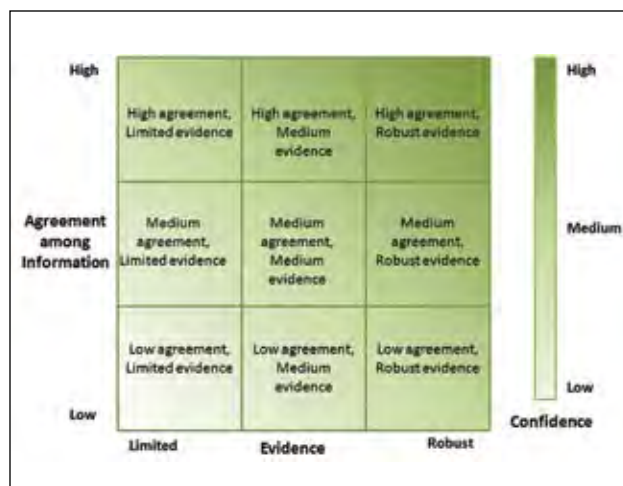 High
High agreement,
Limited evidence
High agreement,
Medium
evidence
High agreement,
Robust evidence
Agreement
among
Information
Medium
agreement,
Limited evidence
Medium
agreement,
Medium
evidence
Medium
agreement,
Robust evidence
Low agreement,
Limited evidence
Low agreement,
Medium
evidence
Low agreement,
Robust evidence
Low
Limited
Evidence
Robust
High
Medium
Low
Confidence